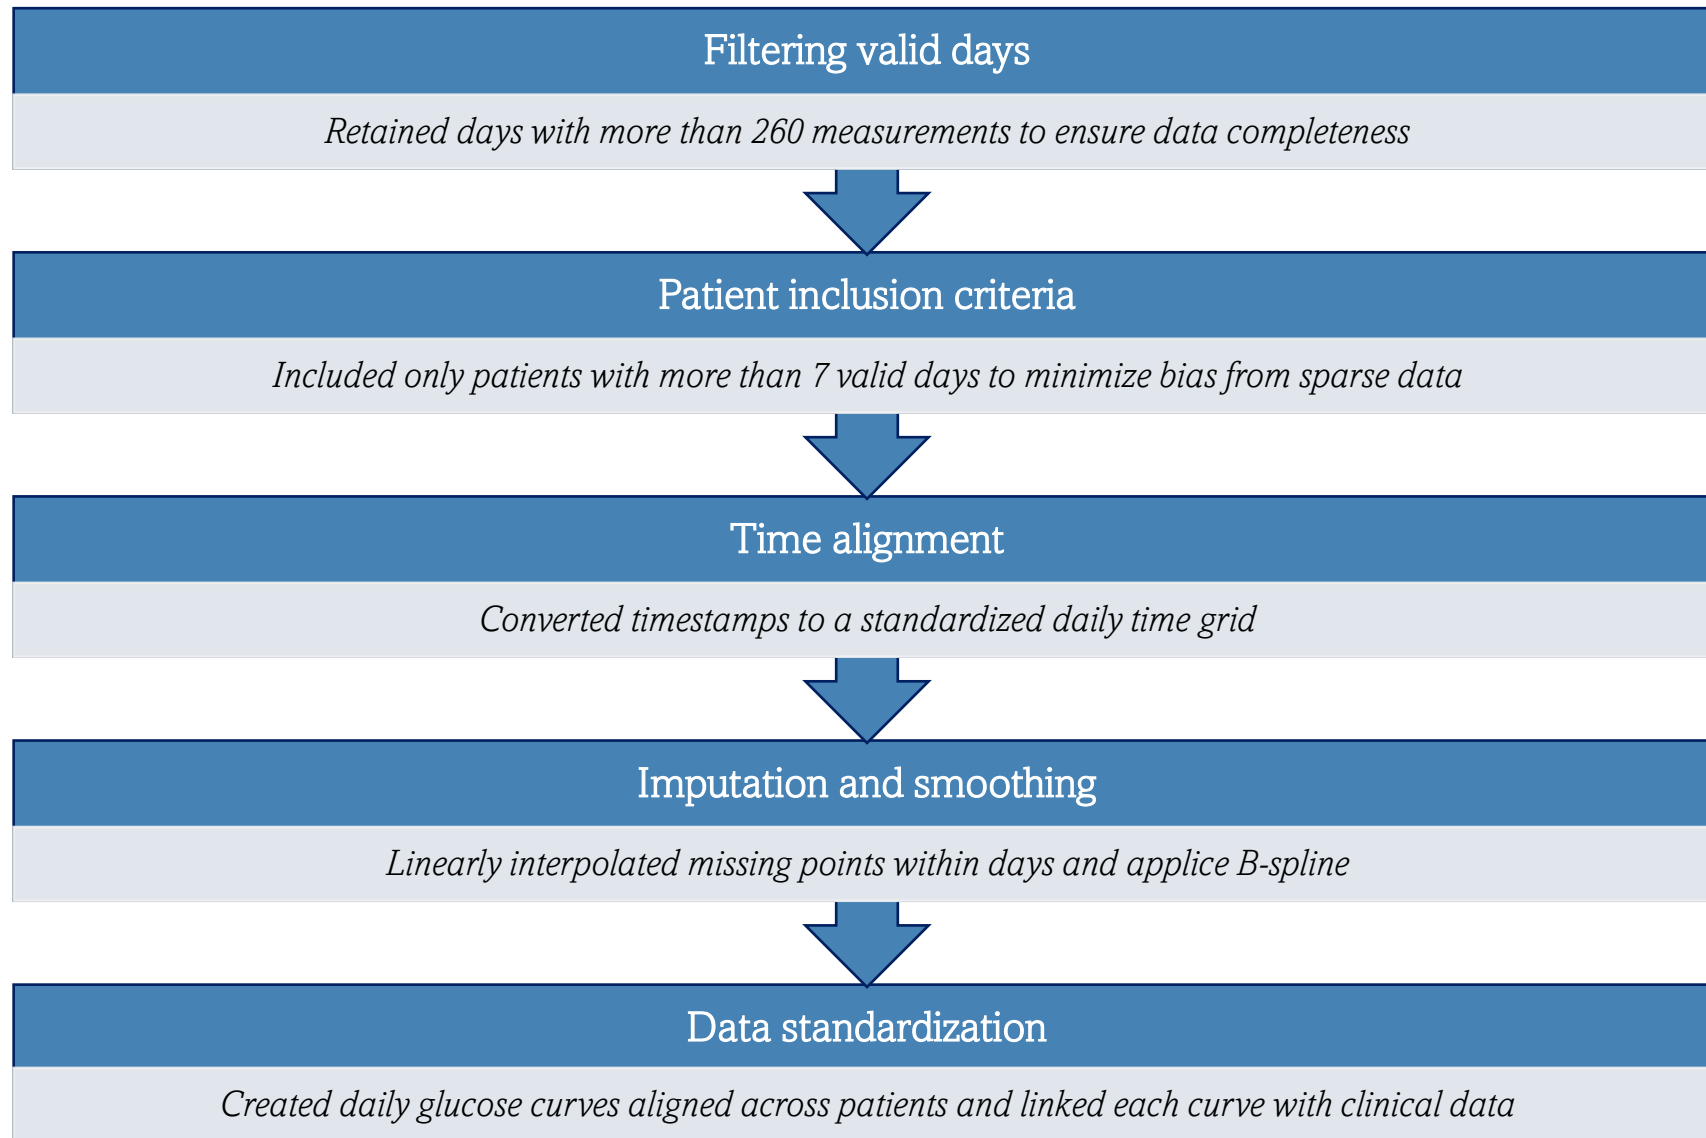 Filtering valid days
Retained days with more than 260 measurements to ensure data completeness
Patient inclusion criteria
Included only patients with more than 7 valid days to minimize bias from sparse data
Time alignment
Converted timestamps to a standardized daily time grid
Imputation and smoothing
Linearly interpolated missing points within days and applice B-spline
Data standardization
Created daily glucose curves aligned across patients and linked each curve with clinical data